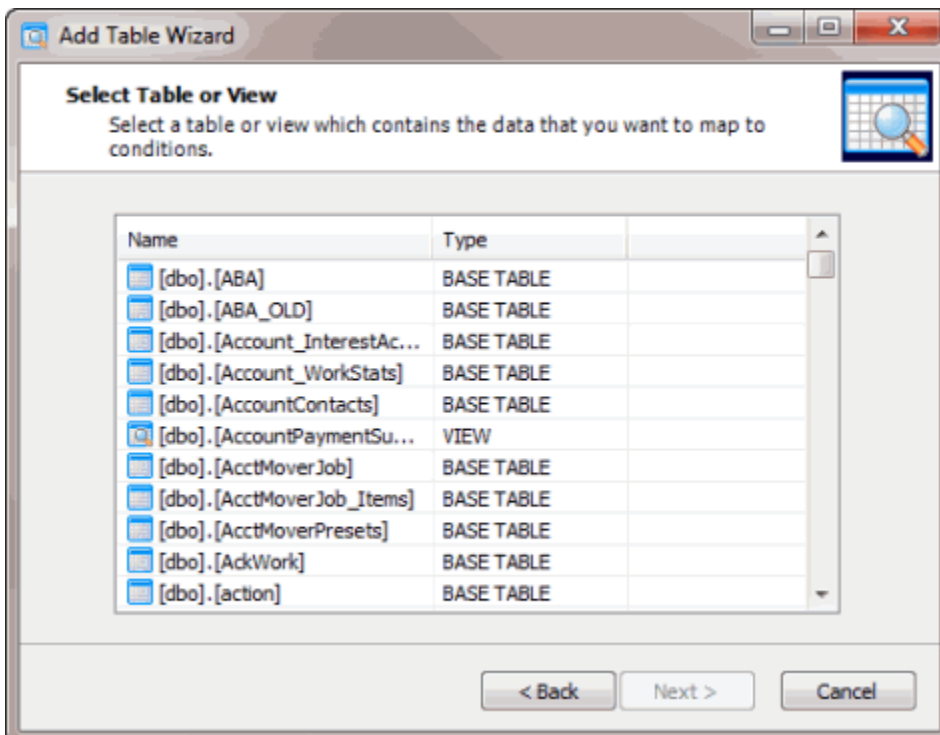 Add Table Wizard
Select Table or View
Select a table or view which contains the data that you want to map to
conditions.
Name Type
[dbo].[ABA] BASE TABLE
[dbo].[ABA_OLD] BASE TABLE
[dbo].[Account_InterestAc... BASE TABLE
[dbo].[Account_WorkStats] BASE TABLE
[dbo].[AccountContacts] BASE TABLE
[dbo].[AccountPaymentSu... VIEW
[dbo].[AcctMoverJob] BASE TABLE
[dbo].[AcctMoverJob_Items] BASE TABLE
[dbo].[AcctMoverPresets] BASE TABLE
[dbo].[AckWork] BASE TABLE
[dbo].[action] BASE TABLE
< Back Next > Cancel